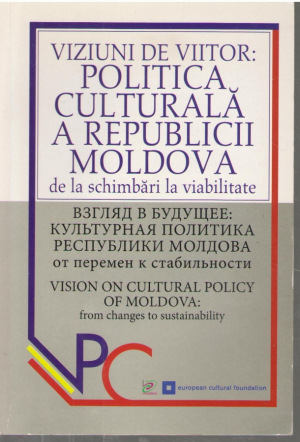 VIZIUNI DE VIITOR:
POLITICA
CULTURALĂ
A REPUBLICII
MOLDOVA
de la schimbări la viabilitate
ВЗГЛЯД В БУДУЩЕЕ:
КУЛЬТУРНАЯ ПОЛИТИКА
РЕСПУБЛИКИ МОЛДОВА
от перемен к стабильности
VISION ON CULTURAL POLICY
OF MOLDOVA:
from changes to sustainability
VPC
european cultural foundation